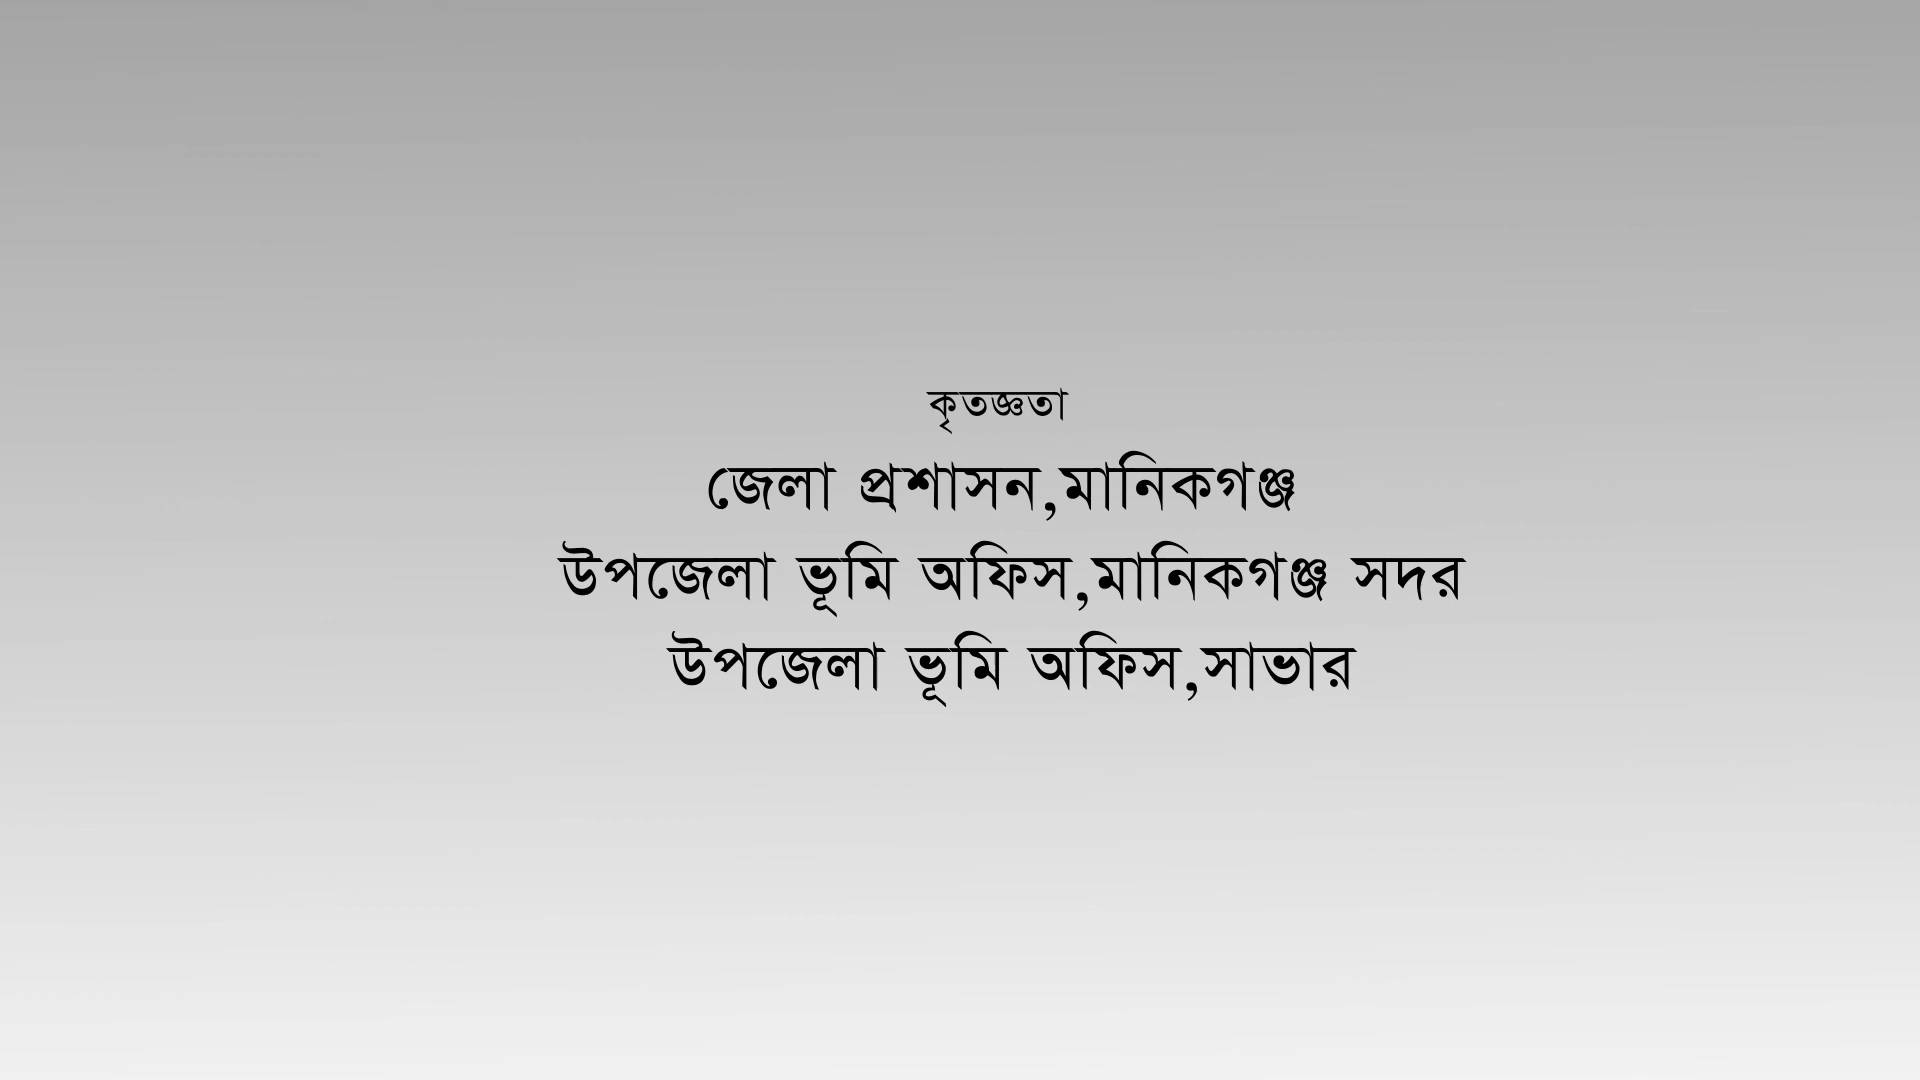 কৃতজ্ঞতা
জেলা প্রশাসন,মানিকগঞ্জ
উপজেলা ভূমি অফিস,মানিকগঞ্জ সদর
উপজেলা ভূমি অফিস,সাভার